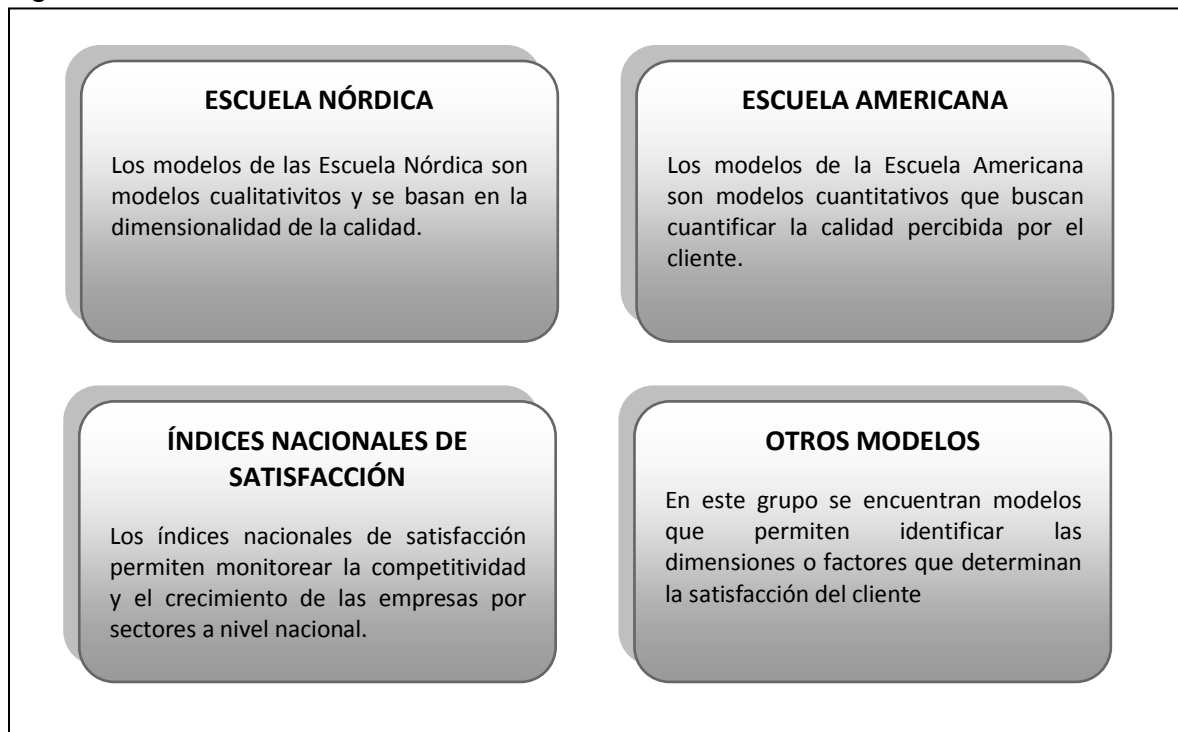 ESCUELA NÓRDICA
Los modelos de las Escuela Nórdica son
modelos cualitativitos y se basan en la
dimensionalidad de la calidad.
ESCUELA AMERICANA
Los modelos de la Escuela Americana
son modelos cuantitativos que buscan
cuantificar la calidad percibida por el
cliente.
ÍNDICES NACIONALES DE
SATISFACCIÓN
Los índices nacionales de satisfacción
permiten monitorear la competitividad
y el crecimiento de las empresas por
sectores a nivel nacional.
OTROS MODELOS
En este grupo se encuentran modelos
que permiten identificar las
dimensiones o factores que determinan
la satisfacción del cliente